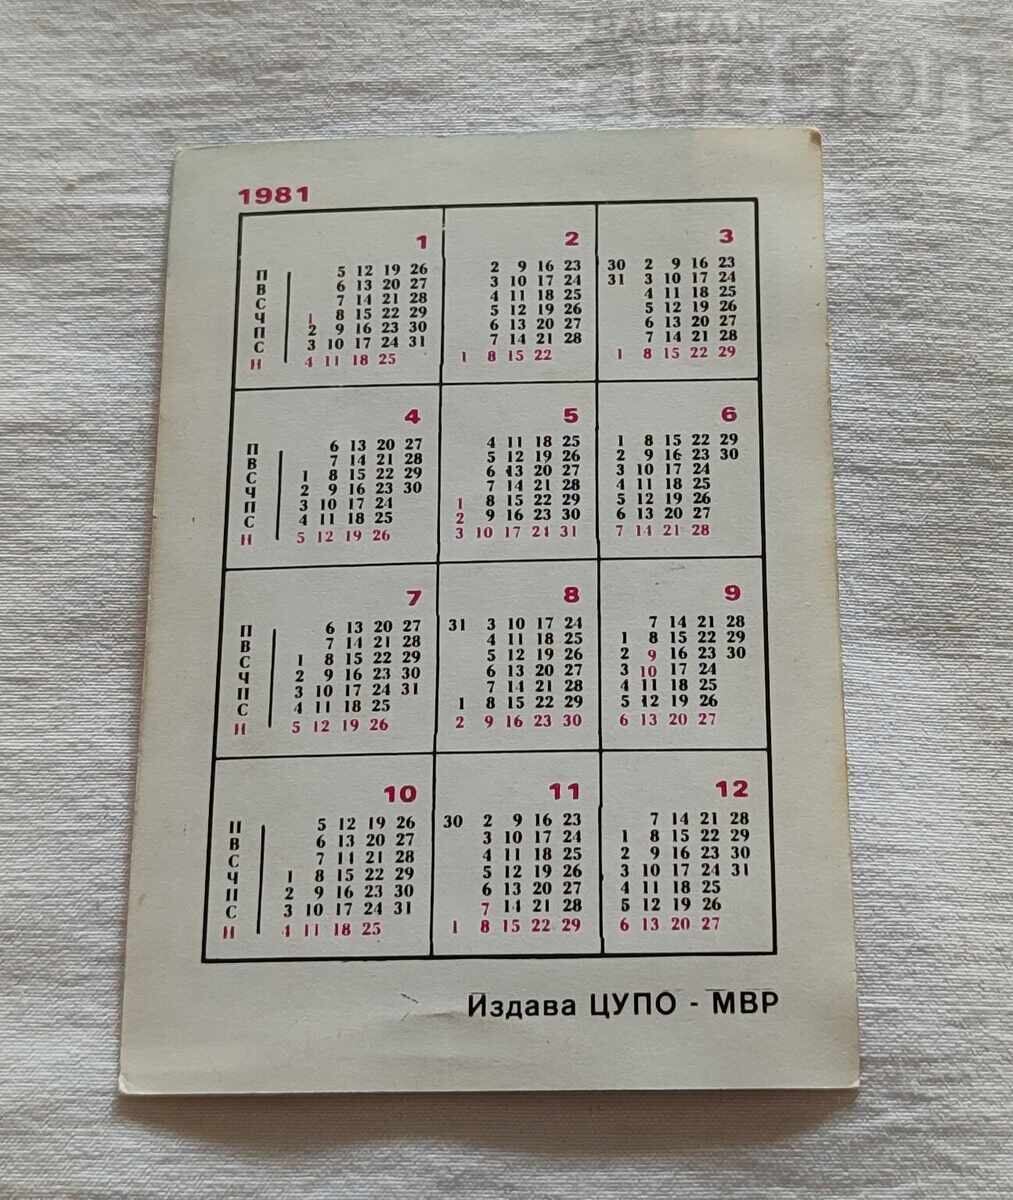 BALKAN
1981
1 2 3
П 5 12 19 26 2 9 16 23 30 2 9 16 23
В 6 13 20 27 3 10 17 24 31 3 10 17 24
С 7 14 21 28 4 11 18 25 4 11 18 25
Ч 1 8 15 22 29 5 12 19 26 5 12 19 26
П 2 9 16 23 30 6 13 20 27 6 13 20 27
С 3 10 17 24 31 7 14 21 28 7 14 21 28
Н 4 11 18 25 1 8 15 22 1 8 15 22 29
4 5 6
П 6 13 20 27 4 11 18 25 1 8 15 22 29
В 7 14 21 28 5 12 19 26 2 9 16 23 30
С 1 8 15 22 29 6 13 20 27 3 10 17 24
Ч 2 9 16 23 30 7 14 21 28 4 11 18 25
П 3 10 17 24 1 8 15 22 29 5 12 19 26
С 4 11 18 25 2 9 16 23 30 6 13 20 27
Н 5 12 19 26 3 10 17 24 31 7 14 21 28
7 8 9
П 6 13 20 27 31 3 10 17 24 7 14 21 28
В 7 14 21 28 4 11 18 25 1 8 15 22 29
С 1 8 15 22 29 5 12 19 26 2 9 16 23 30
Ч 2 9 16 23 30 6 13 20 27 3 10 17 24
П 3 10 17 24 31 7 14 21 28 4 11 18 25
С 4 11 18 25 1 8 15 22 29 5 12 19 26
Н 5 12 19 26 2 9 16 23 30 6 13 20 27
10 11 12
П 5 12 19 26 30 2 9 16 23 7 14 21 28
В 6 13 20 27 3 10 17 24 1 8 15 22 29
С 7 14 21 28 4 11 18 25 2 9 16 23 30
Ч 1 8 15 22 29 5 12 19 26 3 10 17 24 31
П 2 9 16 23 30 6 13 20 27 4 11 18 25
С 3 10 17 24 31 7 14 21 28 5 12 19 26
Н 4 11 18 25 1 8 15 22 29 6 13 20 27
Издава ЦУПО - МВР